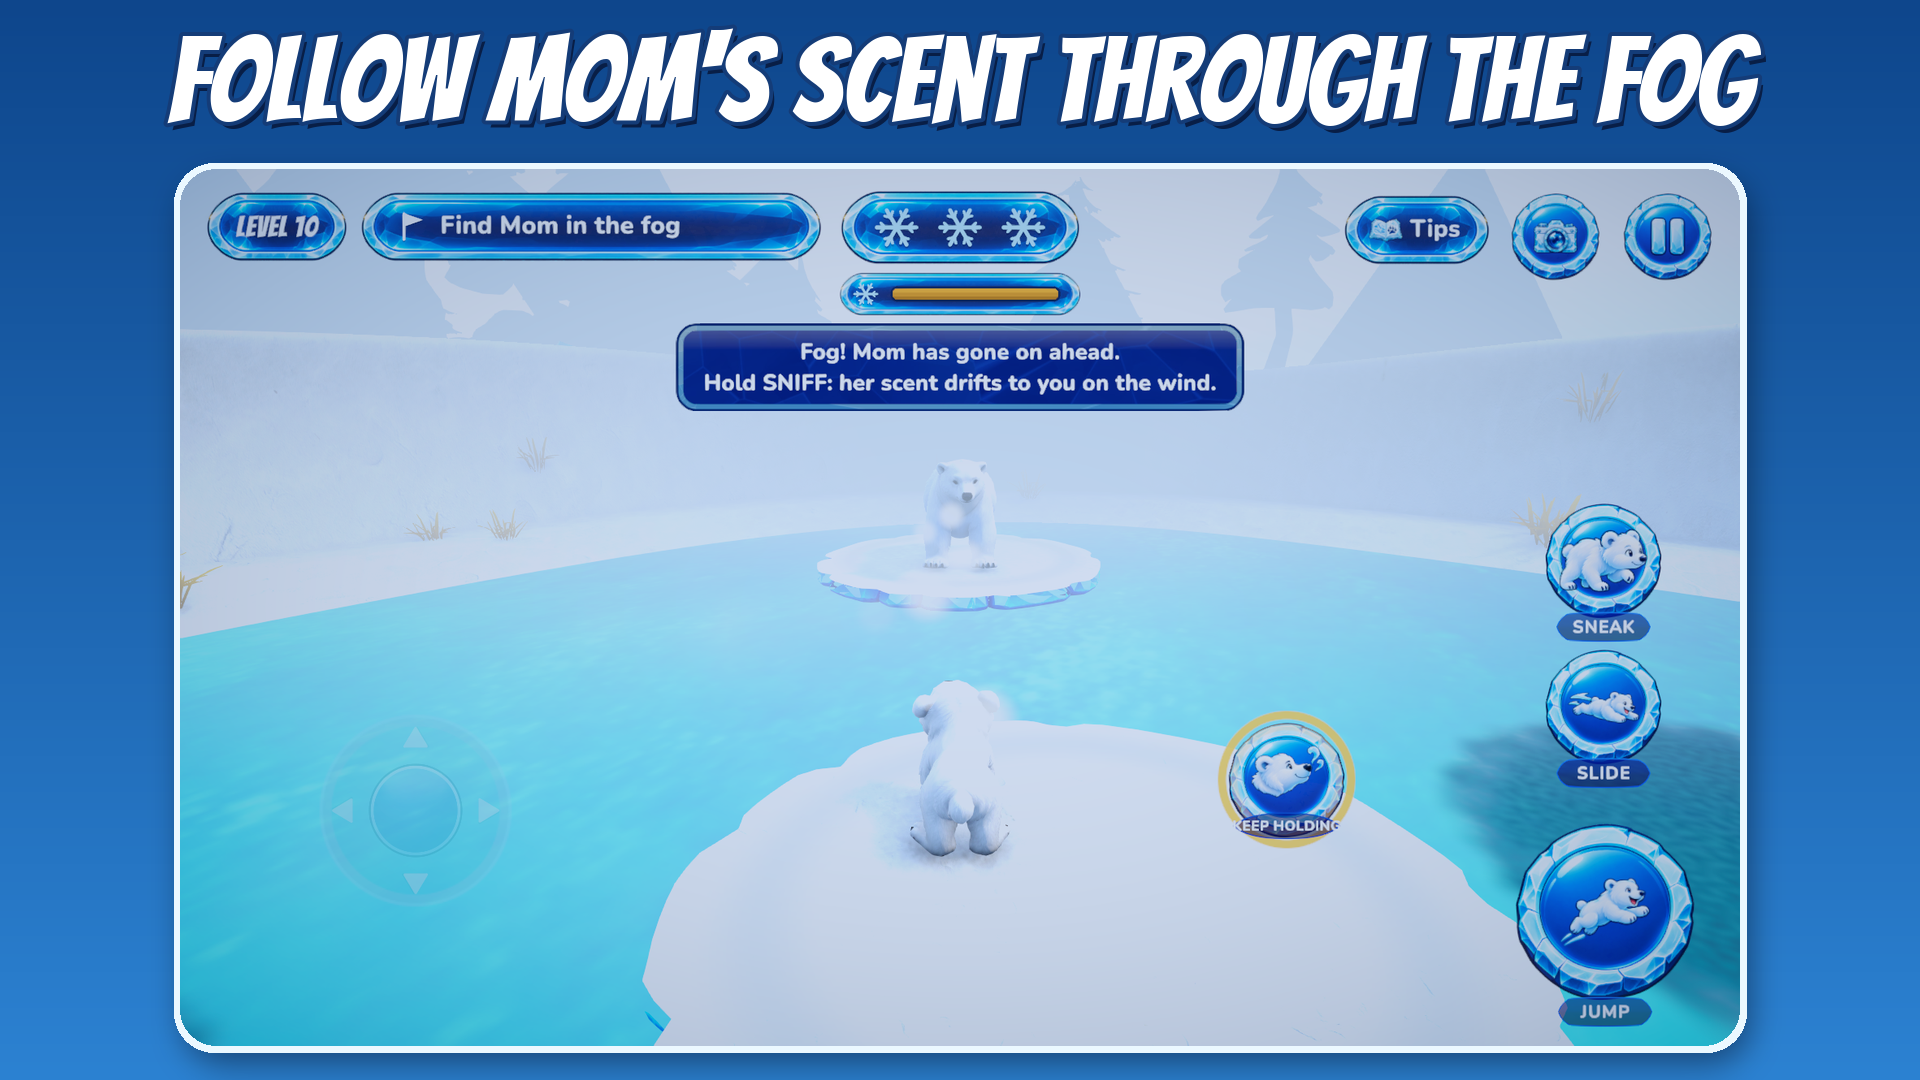 FOLLOW MOM'S SCENT THROUGH THE FOG
LEVEL 10
Find Mom in the fog
Tips
Fog! Mom has gone on ahead.
Hold SNIFF: her scent drifts to you on the wind.
SNEAK
SLIDE
KEEP HOLDING
JUMP